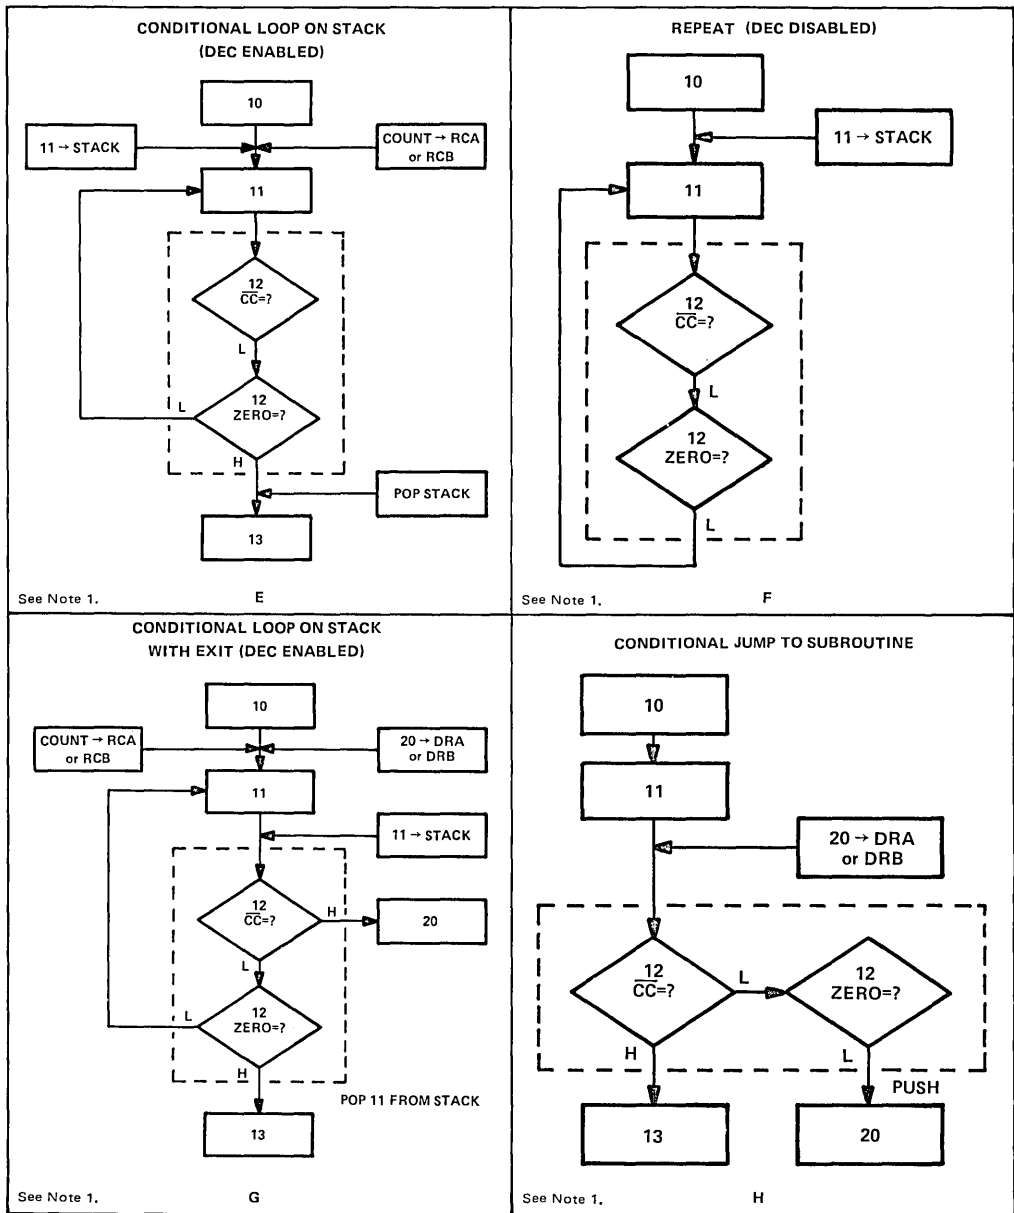 CONDITIONAL LOOP ON STACK
(DEC ENABLED)
10
11 → STACK
COUNT → RCA
or RCB
11
12
C̅C̅=?
L
12
ZERO=?
L
H
POP STACK
13
See Note 1.
E
REPEAT (DEC DISABLED)
10
11 → STACK
11
12
C̅C̅=?
L
12
ZERO=?
L
See Note 1.
F
CONDITIONAL LOOP ON STACK
WITH EXIT (DEC ENABLED)
10
COUNT → RCA
or RCB
20 → DRA
or DRB
11
11 → STACK
12
C̅C̅=?
H
20
L
12
ZERO=?
L
H
POP 11 FROM STACK
13
See Note 1.
G
CONDITIONAL JUMP TO SUBROUTINE
10
11
20 → DRA
or DRB
12
C̅C̅=?
L
12
ZERO=?
H
L
PUSH
13
20
See Note 1.
H